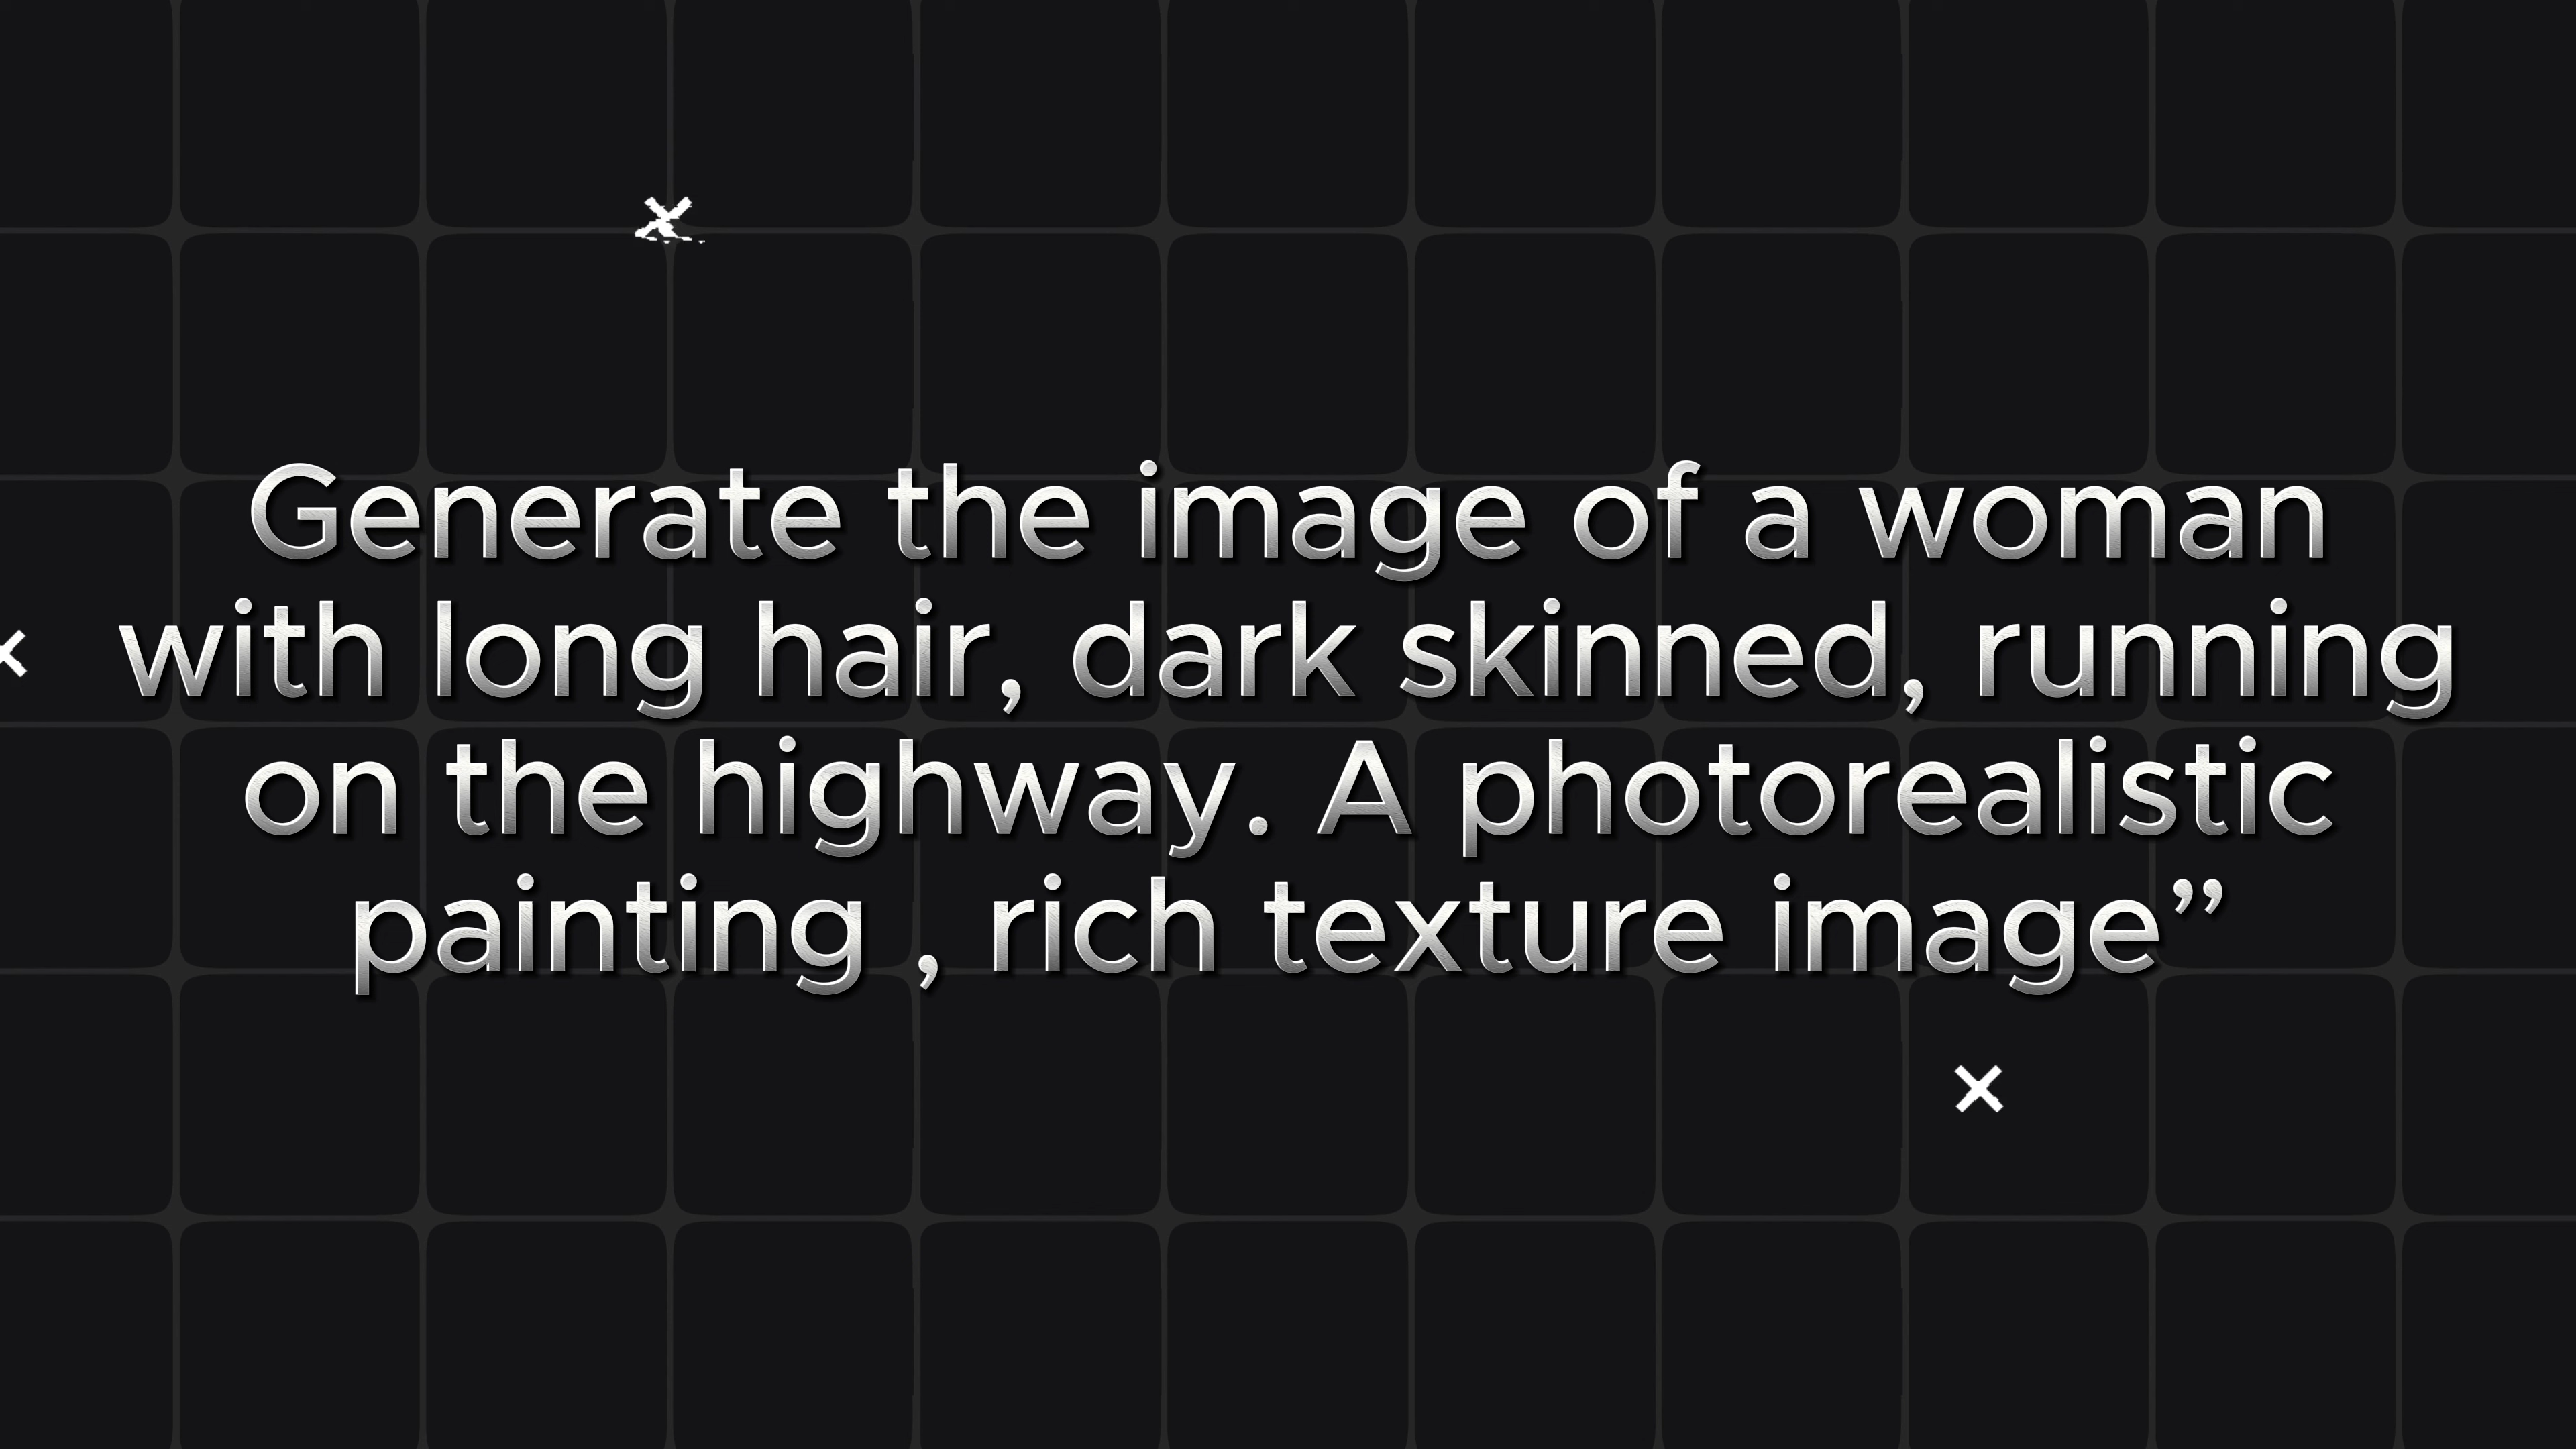 Generate the image of a woman
with long hair, dark skinned, running
on the highway. A photorealistic
painting , rich texture image”